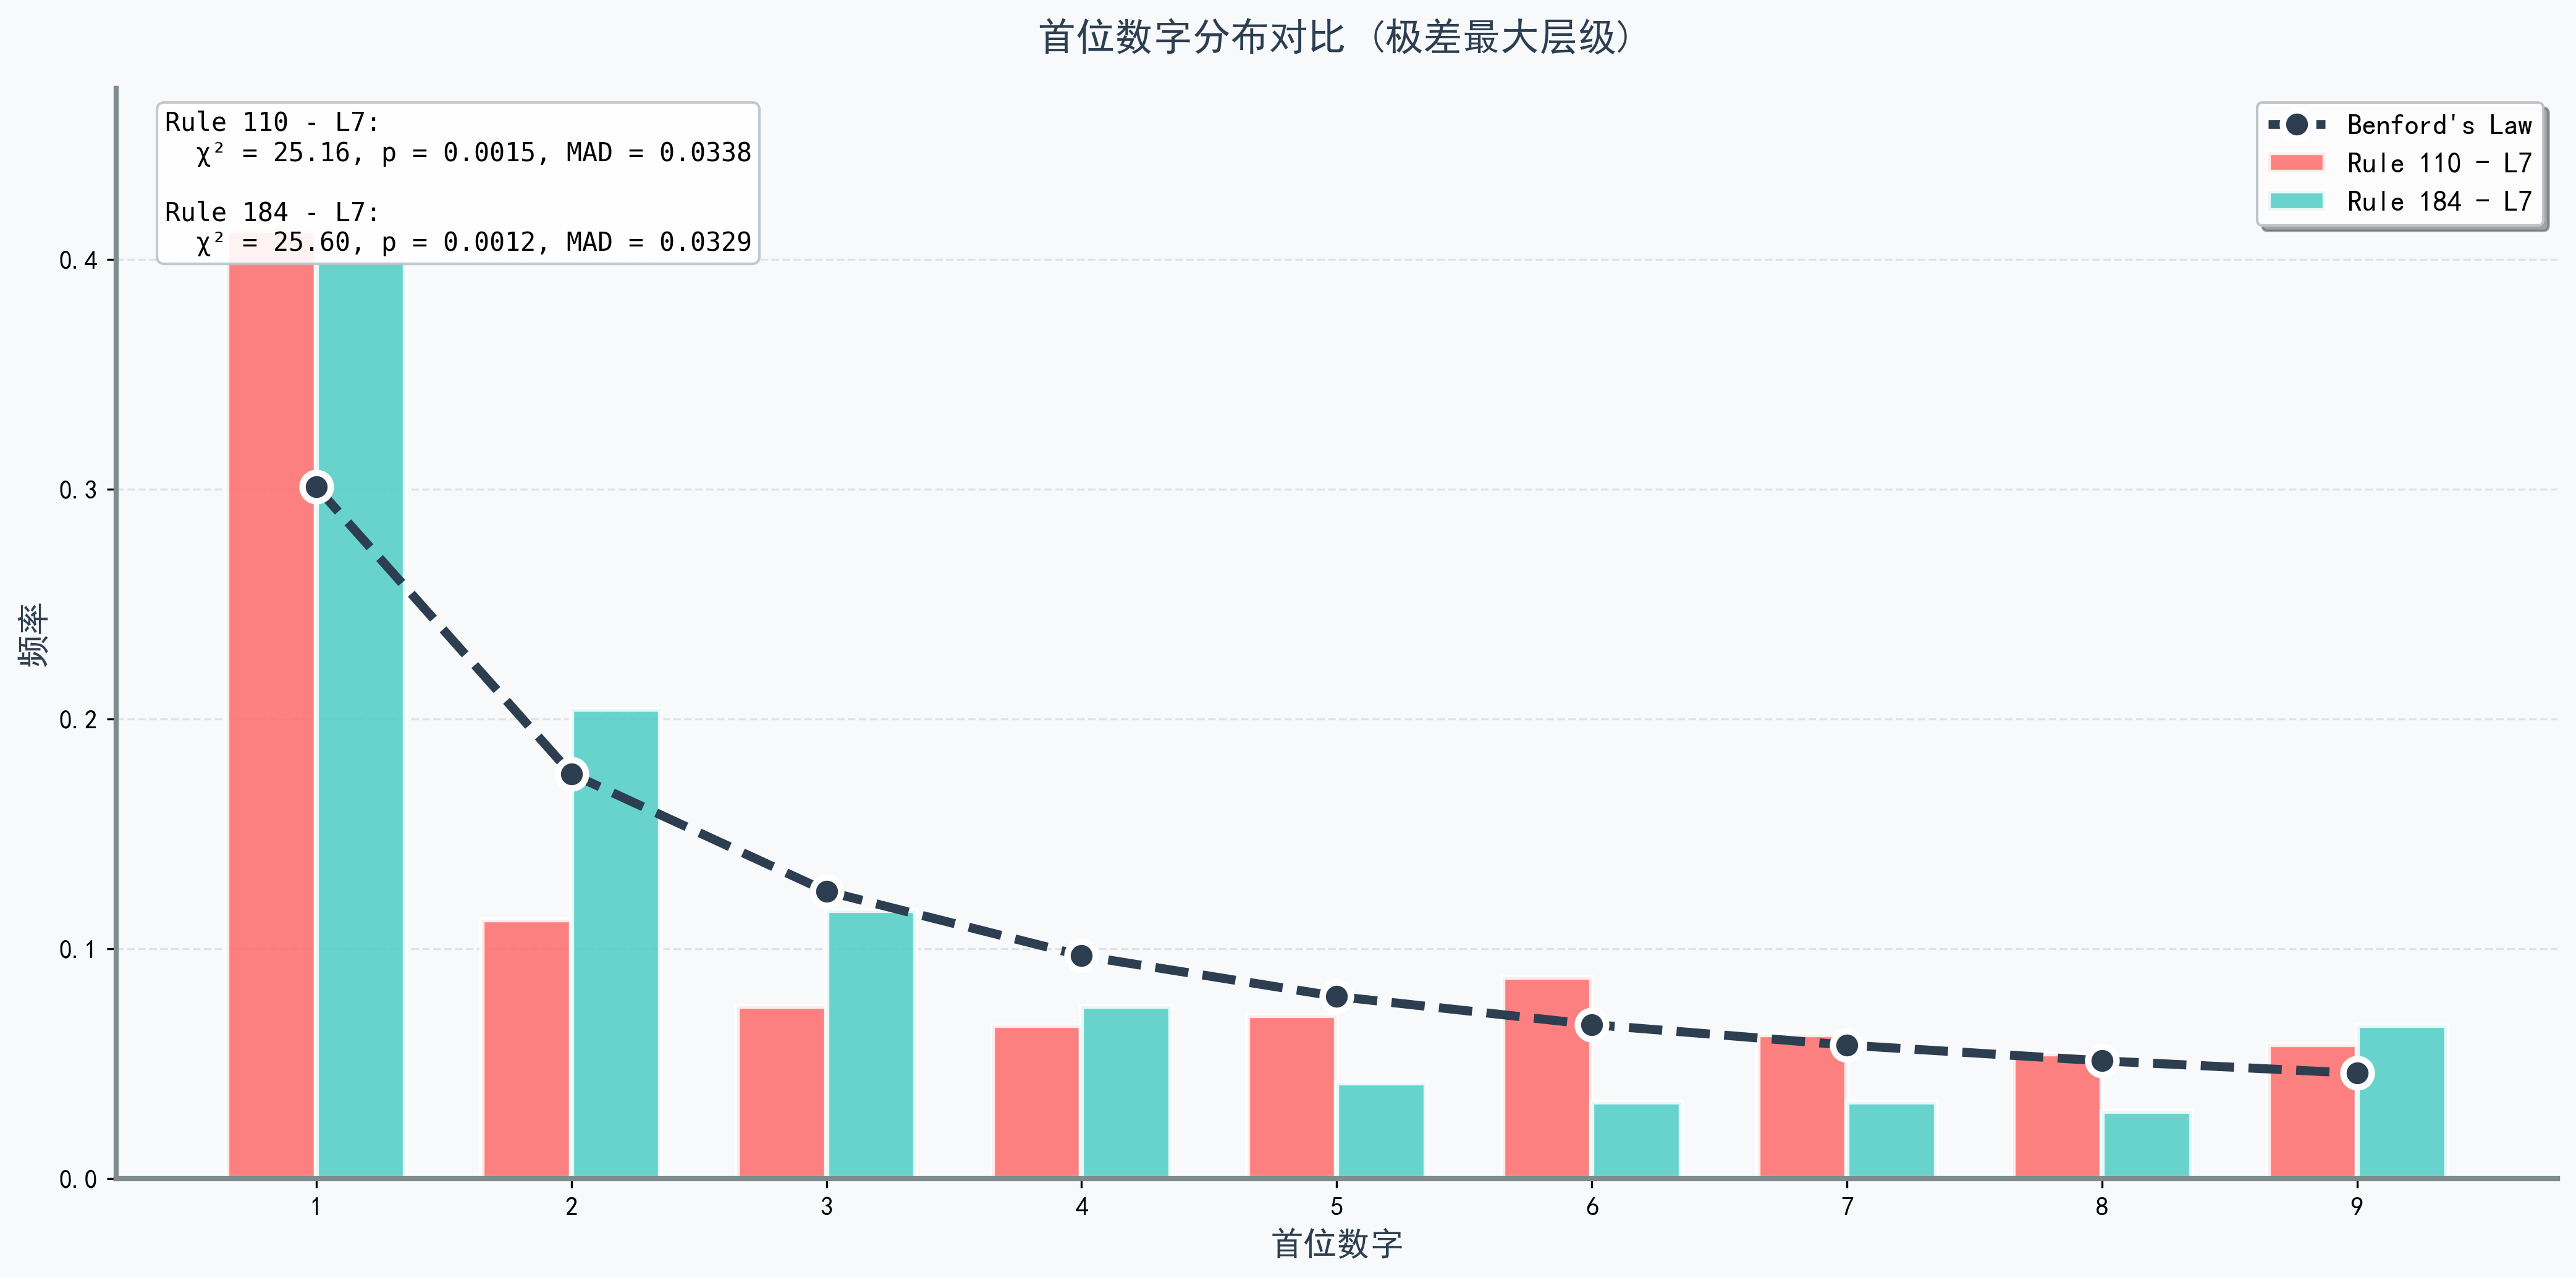 首位数字分布对比 (极差最大层级)
Rule 110 - L7:
χ² = 25.16, p = 0.0015, MAD = 0.0338
Rule 184 - L7:
χ² = 25.60, p = 0.0012, MAD = 0.0329
Benford's Law
Rule 110 - L7
Rule 184 - L7
频率
0.4
0.3
0.2
0.1
0.0
1 2 3 4 5 6 7 8 9
首位数字